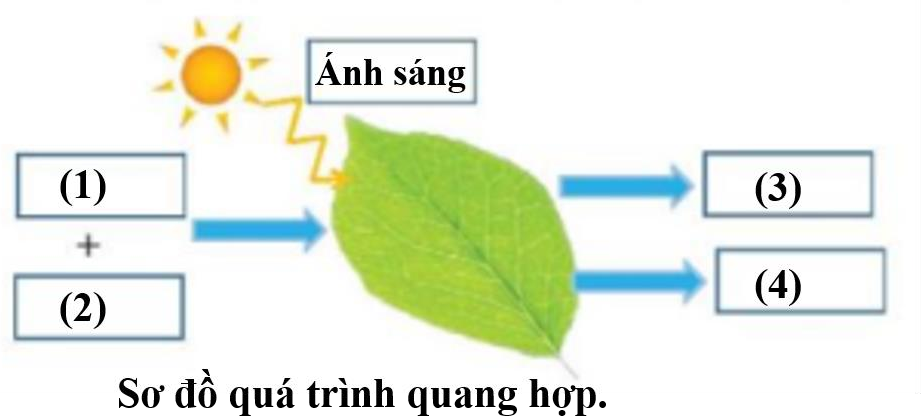 Ánh sáng
(1)
+
(2)
(3)
(4)
Sơ đồ quá trình quang hợp.